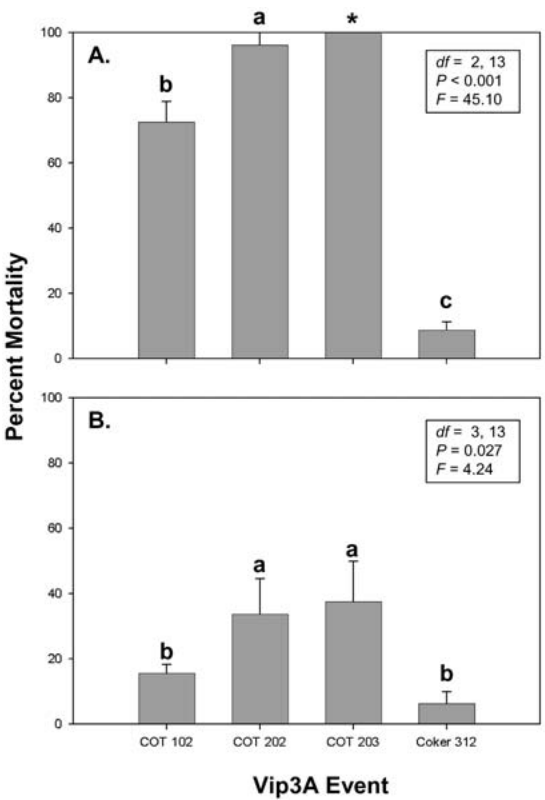 A.
a
*
b
c
df = 2, 13
P < 0.001
F = 45.10
100
80
60
40
20
0
Percent Mortality
B.
a
a
b
b
df = 3, 13
P = 0.027
F = 4.24
100
80
60
40
20
0
COT 102 COT 202 COT 203 Coker 312
Vip3A Event